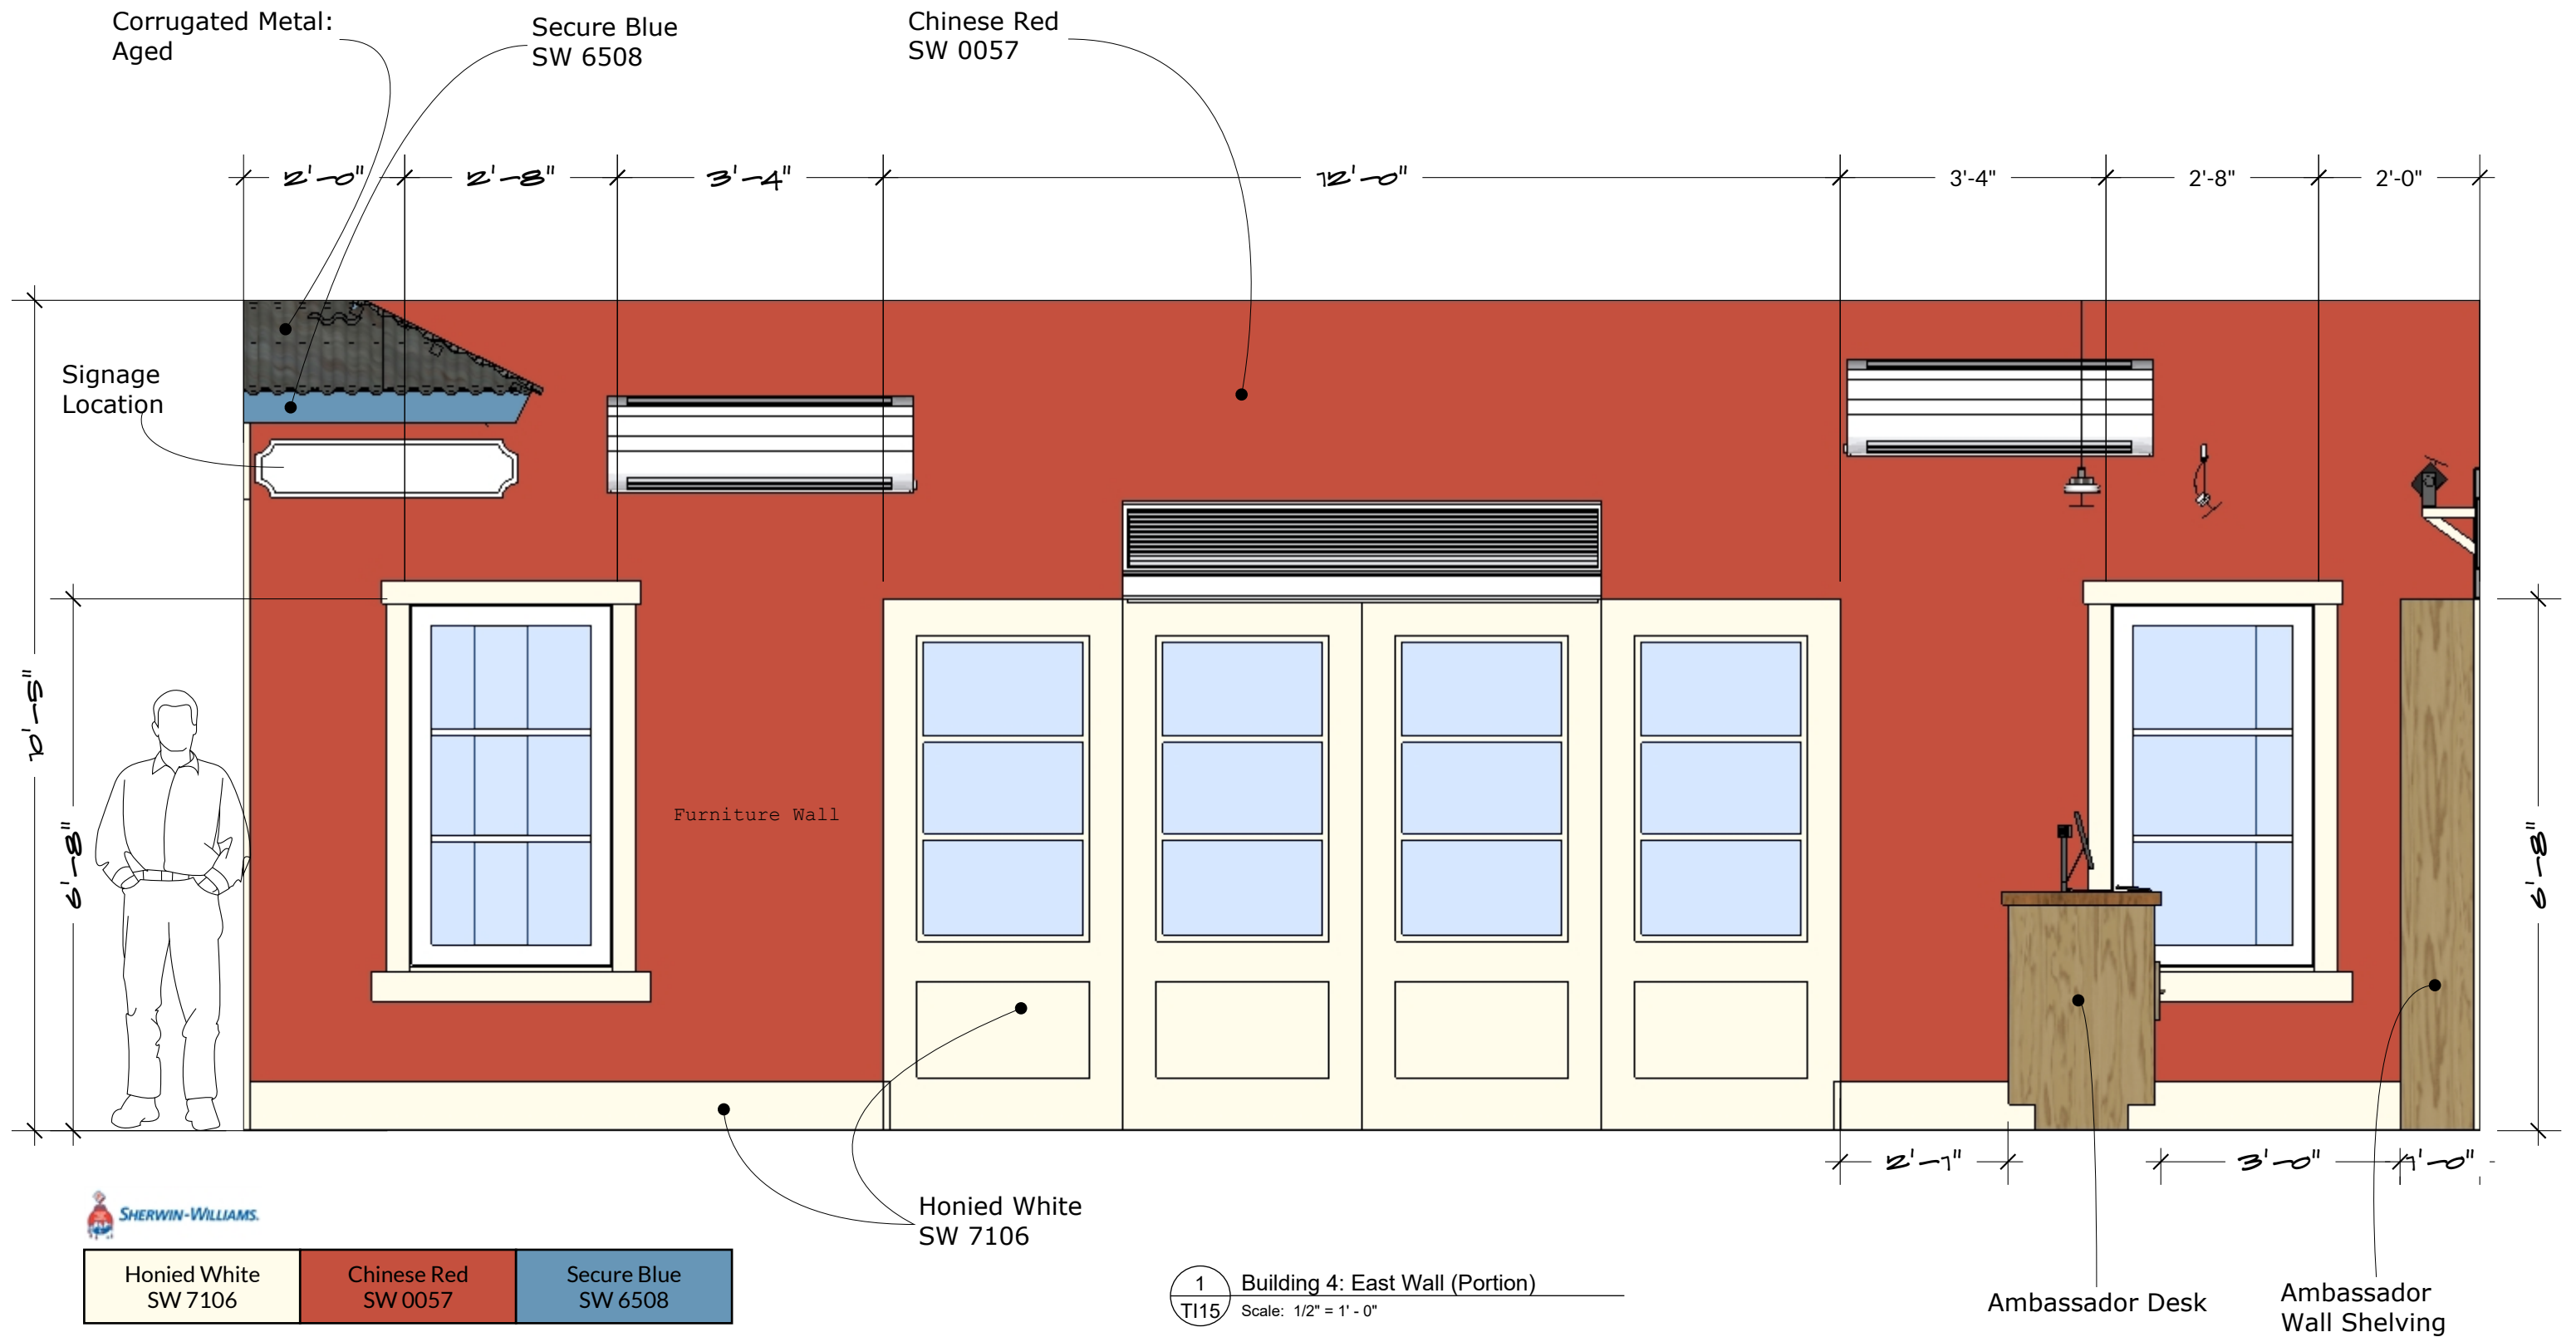 Corrugated Metal:
Aged
Secure Blue
SW 6508
Chinese Red
SW 0057
2'-0"
2'-8"
3'-4"
12'-0"
3'-4"
2'-8"
2'-0"
Signage
Location
10'-5"
6'-8"
Furniture Wall
6'-8"
2'-1"
3'-0"
1'-0"
Honied White
SW 7106
SHERWIN-WILLIAMS.
Honied White
SW 7106
Chinese Red
SW 0057
Secure Blue
SW 6508
1
TI15
Building 4: East Wall (Portion)
Scale: 1/2" = 1' - 0"
Ambassador Desk
Ambassador
Wall Shelving